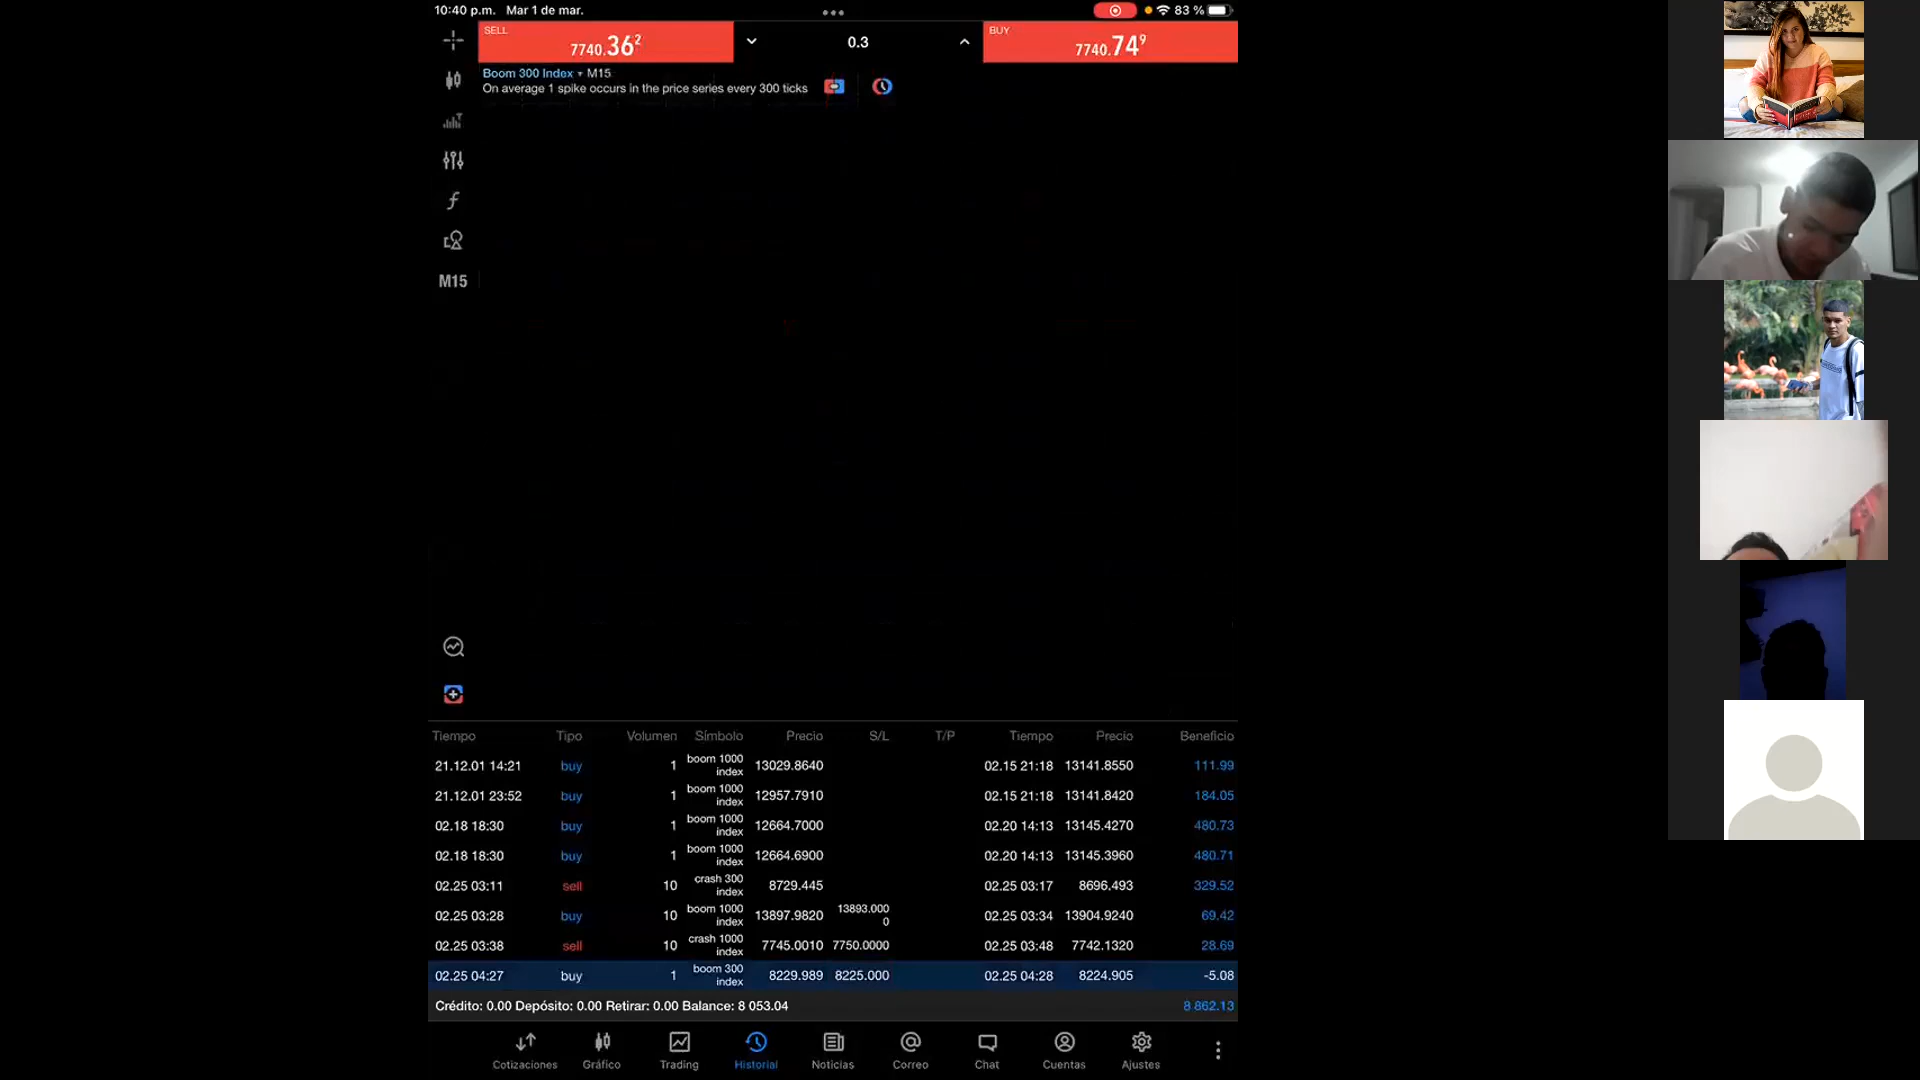 10:40 p.m. Mar 1 de mar.
83 %
SELL
7740.36²
0.3
BUY
7740.74⁹
Boom 300 Index • M15
On average 1 spike occurs in the price series every 300 ticks
M15
Tiempo Tipo Volumen Símbolo Precio S/L T/P Tiempo Precio Beneficio
21.12.01 14:21 buy 1 boom 1000 index 13029.8640 02.15 21:18 13141.8550 111.99
21.12.01 23:52 buy 1 boom 1000 index 12957.7910 02.15 21:18 13141.8420 184.05
02.18 18:30 buy 1 boom 1000 index 12664.7000 02.20 14:13 13145.4270 480.73
02.18 18:30 buy 1 boom 1000 index 12664.6900 02.20 14:13 13145.3960 480.71
02.25 03:11 sell 10 crash 300 index 8729.445 02.25 03:17 8696.493 329.52
02.25 03:28 buy 10 boom 1000 index 13897.9820 13893.0000 02.25 03:34 13904.9240 69.42
02.25 03:38 sell 10 crash 1000 index 7745.0010 7750.0000 02.25 03:48 7742.1320 28.69
02.25 04:27 buy 1 boom 300 index 8229.989 8225.000 02.25 04:28 8224.905 -5.08
Crédito: 0.00 Depósito: 0.00 Retirar: 0.00 Balance: 8 053.04 8 862.13
Cotizaciones Gráfico Trading Historial Noticias Correo Chat Cuentas Ajustes